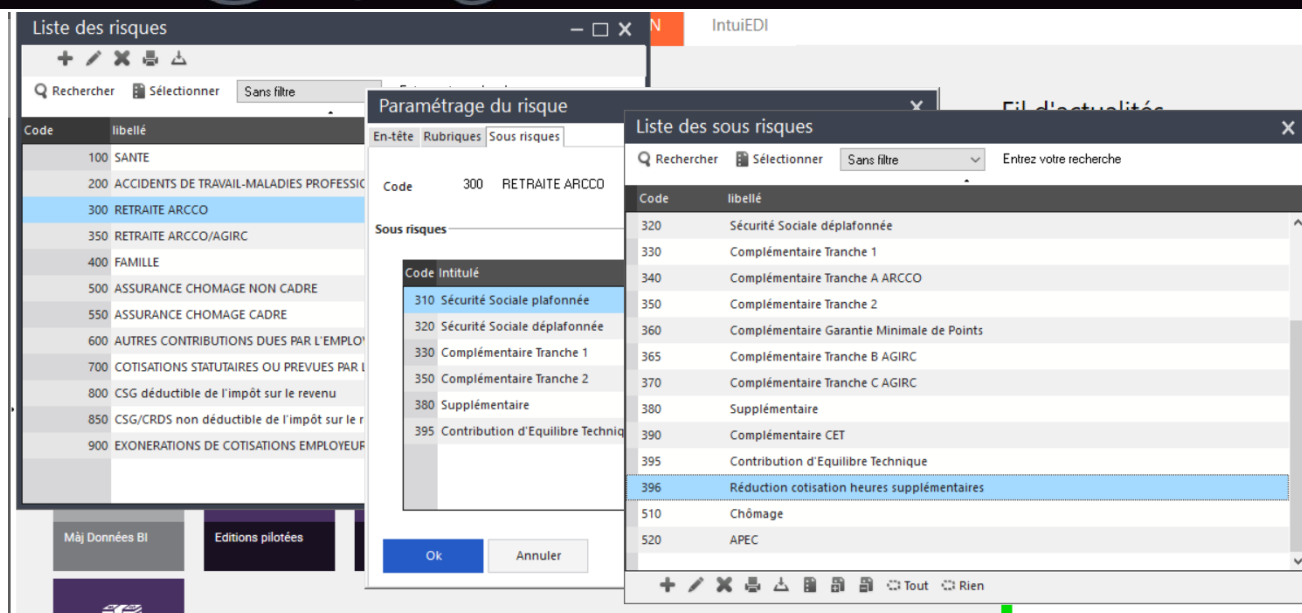 Liste des risques
N IntuiEDI
Rechercher Sélectionner Sans filtre
Code libellé
100 SANTE
200 ACCIDENTS DE TRAVAIL-MALADIES PROFESSIC
300 RETRAITE ARCCO
350 RETRAITE ARCCO/AGIRC
400 FAMILLE
500 ASSURANCE CHOMAGE NON CADRE
550 ASSURANCE CHOMAGE CADRE
600 AUTRES CONTRIBUTIONS DUES PAR L'EMPLO
700 COTISATIONS STATUTAIRES OU PREVUES PAR L
800 CSG déductible de l'impôt sur le revenu
850 CSG/CRDS non déductible de l'impôt sur le r
900 EXONERATIONS DE COTISATIONS EMPLOYEUR
Màj Données BI
Editions pilotées
Paramétrage du risque
En-tête Rubriques Sous risques
Code 300 RETRAITE ARCCO
Sous risques
Code Intitulé
310 Sécurité Sociale plafonnée
320 Sécurité Sociale déplafonnée
330 Complémentaire Tranche 1
350 Complémentaire Tranche 2
380 Supplémentaire
395 Contribution d'Equilibre Techniq
Ok Annuler
Fil d'actualités
Liste des sous risques
Rechercher Sélectionner Sans filtre Entrez votre recherche
Code libellé
320 Sécurité Sociale déplafonnée
330 Complémentaire Tranche 1
340 Complémentaire Tranche A ARCCO
350 Complémentaire Tranche 2
360 Complémentaire Garantie Minimale de Points
365 Complémentaire Tranche B AGIRC
370 Complémentaire Tranche C AGIRC
380 Supplémentaire
390 Complémentaire CET
395 Contribution d'Equilibre Technique
396 Réduction cotisation heures supplémentaires
510 Chômage
520 APEC
Tout Rien